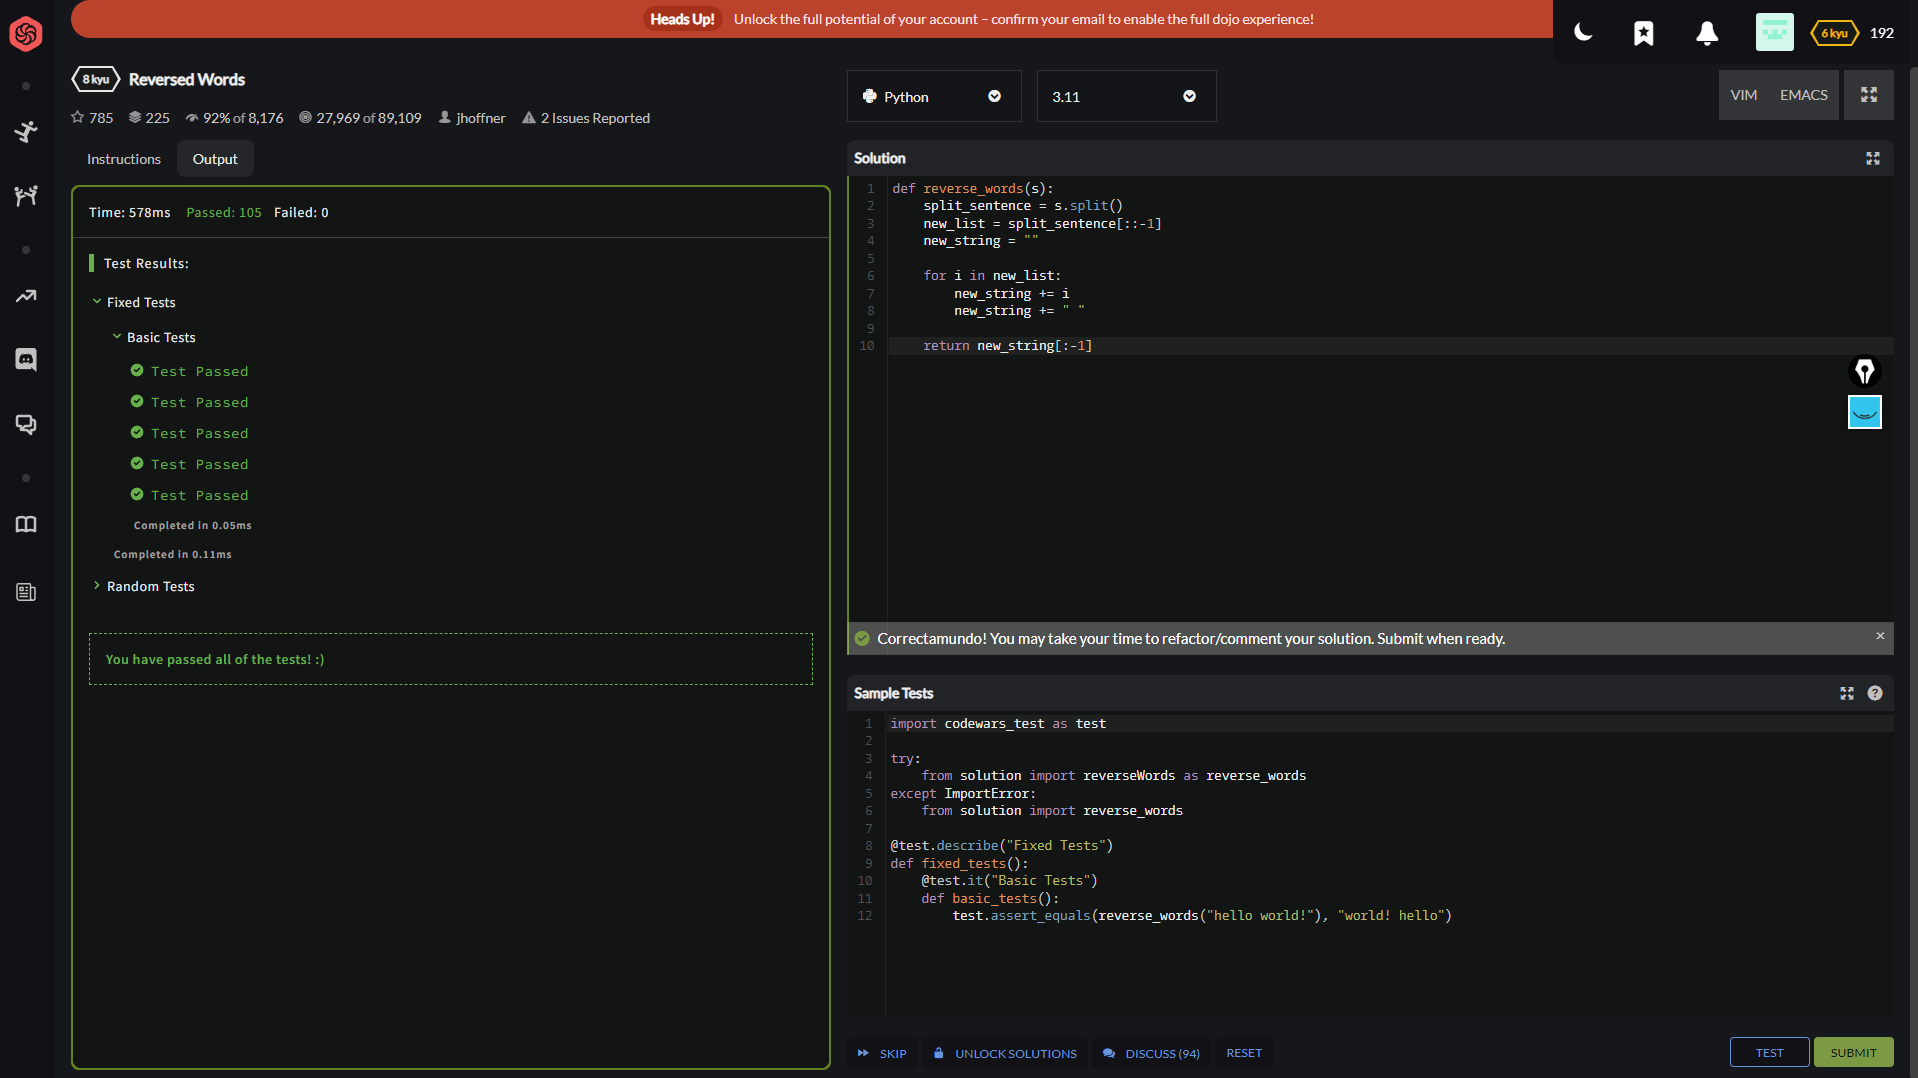 Heads Up! Unlock the full potential of your account – confirm your email to enable the full dojo experience!
6 kyu 192
8 kyu Reversed Words
785 225 92% of 8,176 27,969 of 89,109 jhoffner 2 Issues Reported
Instructions Output
Time: 578ms Passed: 105 Failed: 0
Test Results:
Fixed Tests
Basic Tests
Test Passed
Test Passed
Test Passed
Test Passed
Test Passed
Completed in 0.05ms
Completed in 0.11ms
Random Tests
You have passed all of the tests! :)
Python 3.11 VIM EMACS
Solution
1 def reverse_words(s):
2     split_sentence = s.split()
3     new_list = split_sentence[::-1]
4     new_string = ""
5
6     for i in new_list:
7         new_string += i
8         new_string += " "
9
10     return new_string[:-1]
Correctamundo! You may take your time to refactor/comment your solution. Submit when ready. ×
Sample Tests
1 import codewars_test as test
2
3 try:
4     from solution import reverseWords as reverse_words
5 except ImportError:
6     from solution import reverse_words
7
8 @test.describe("Fixed Tests")
9 def fixed_tests():
10     @test.it("Basic Tests")
11     def basic_tests():
12         test.assert_equals(reverse_words("hello world!"), "world! hello")
SKIP UNLOCK SOLUTIONS DISCUSS (94) RESET TEST SUBMIT